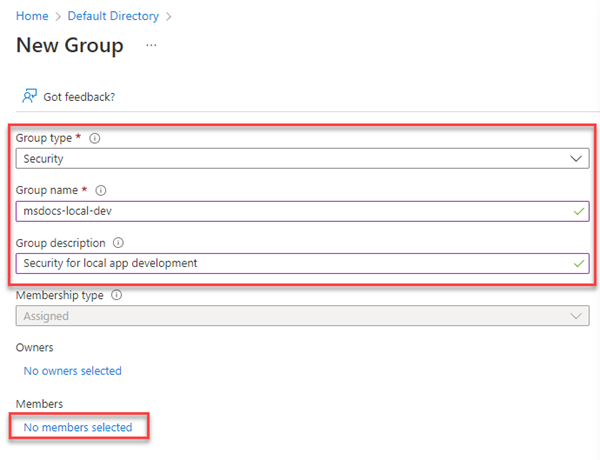 Home > Default Directory >
New Group ...
Got feedback?
Group type *
Security
Group name *
msdocs-local-dev
Group description
Security for local app development
Membership type
Assigned
Owners
No owners selected
Members
No members selected